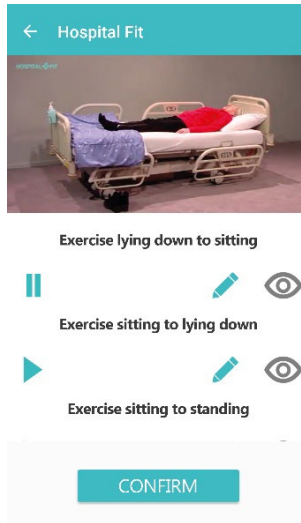 Hospital Fit
HOSPITAL FIT
Exercise lying down to sitting
Exercise sitting to lying down
Exercise sitting to standing
CONFIRM